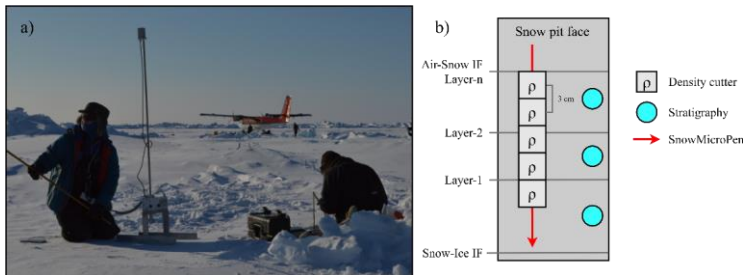 a)
b)
Snow pit face
Air-Snow IF
Layer-n
ρ
3 cm
ρ
Layer-2
ρ
ρ
Layer-1
ρ
Snow-Ice IF
ρ Density cutter
Stratigraphy
SnowMicroPen